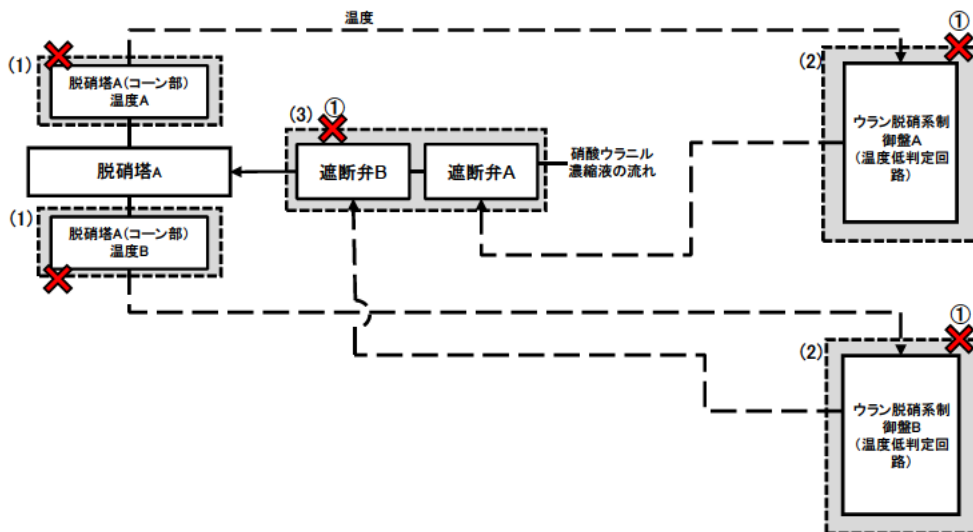 温度
①
(1)
脱硝塔A(コーン部)
温度A
(2)
ウラン脱硝系制
御盤A
(温度低判定回
路)
(3)
①
遮断弁B
遮断弁A
硝酸ウラニル
濃縮液の流れ
脱硝塔A
(1)
脱硝塔A(コーン部)
温度B
①
(2)
ウラン脱硝系制
御盤B
(温度低判定回
路)